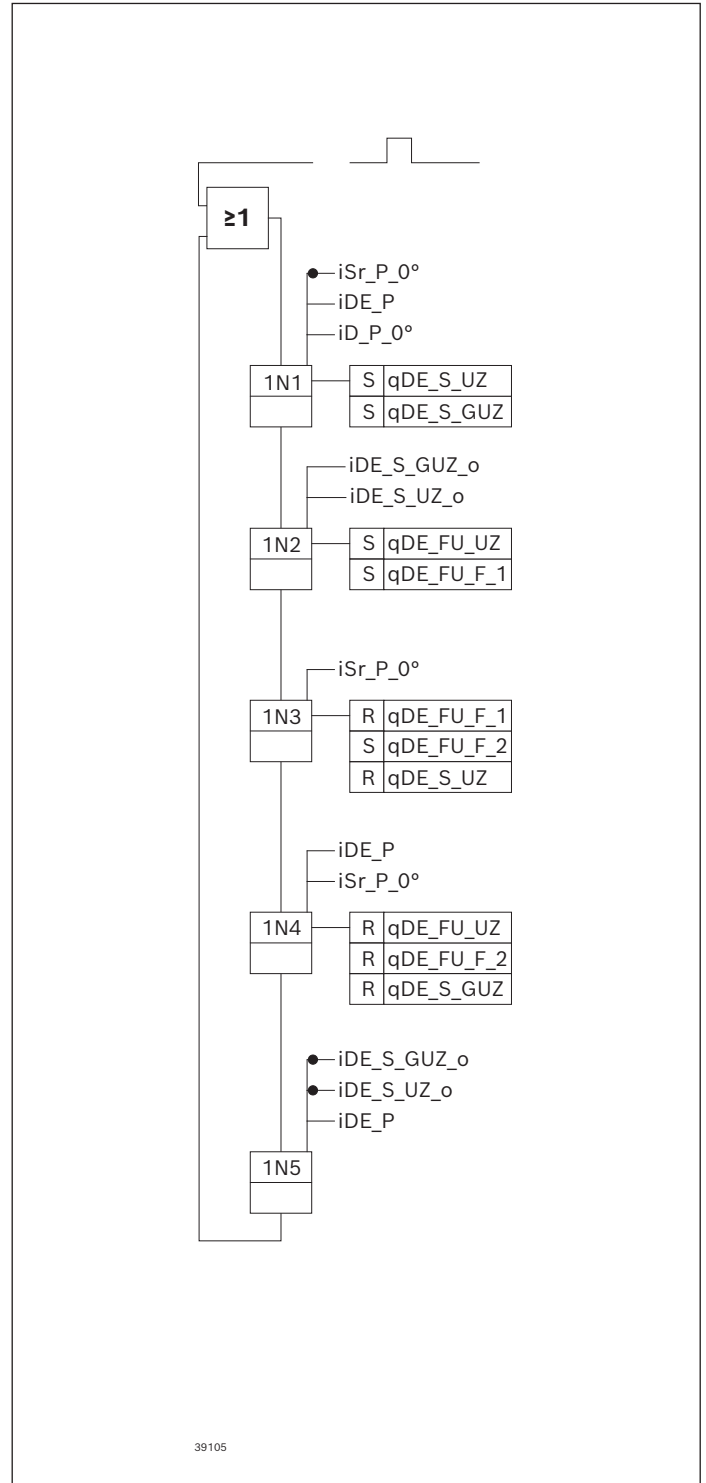 ≥1
iSr_P_0°
iDE_P
iD_P_0°
1N1
S qDE_S_UZ
S qDE_S_GUZ
iDE_S_GUZ_o
iDE_S_UZ_o
1N2
S qDE_FU_UZ
S qDE_FU_F_1
iSr_P_0°
1N3
R qDE_FU_F_1
S qDE_FU_F_2
R qDE_S_UZ
iDE_P
iSr_P_0°
1N4
R qDE_FU_UZ
R qDE_FU_F_2
R qDE_S_GUZ
iDE_S_GUZ_o
iDE_S_UZ_o
iDE_P
1N5
39105